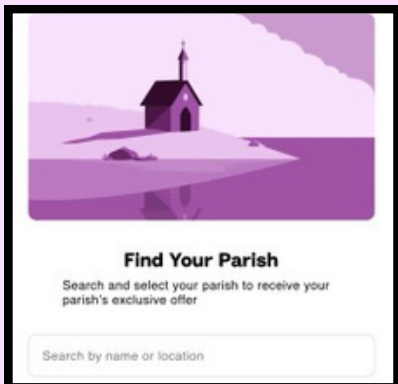 Find Your Parish
Search and select your parish to receive your
parish's exclusive offer
Search by name or location